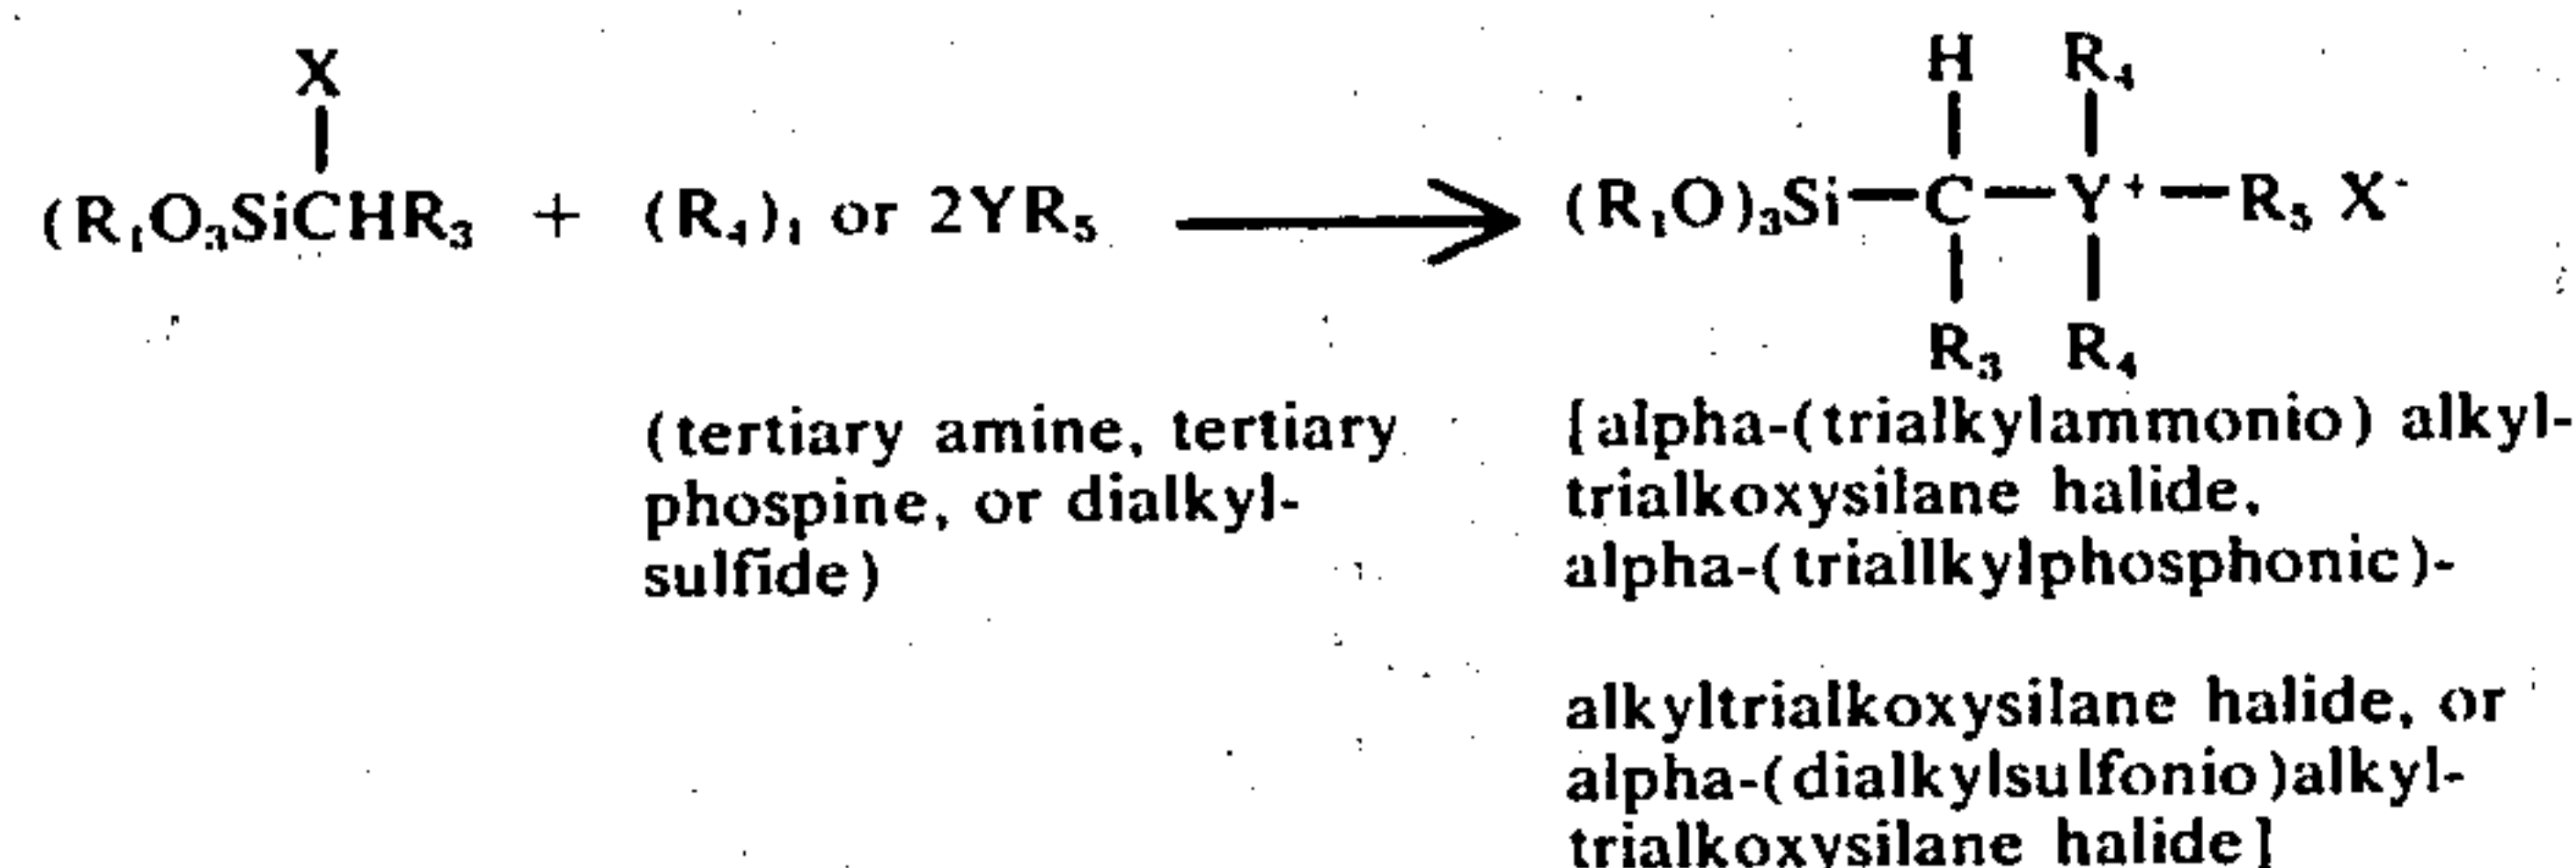 X
(R₁O₃SiCHR₃ + (R₄)₁ or 2YR₅ ⟶ (R₁O)₃Si—C—Y⁺—R₅ X⁻
H R₄
R₃ R₄
(tertiary amine, tertiary
phospine, or dialkyl-
sulfide)
[alpha-(trialkylammonio) alkyl-
trialkoxysilane halide,
alpha-(triallkylphosphonic)-
alkyltrialkoxysilane halide, or
alpha-(dialkylsulfonio)alkyl-
trialkoxysilane halide]